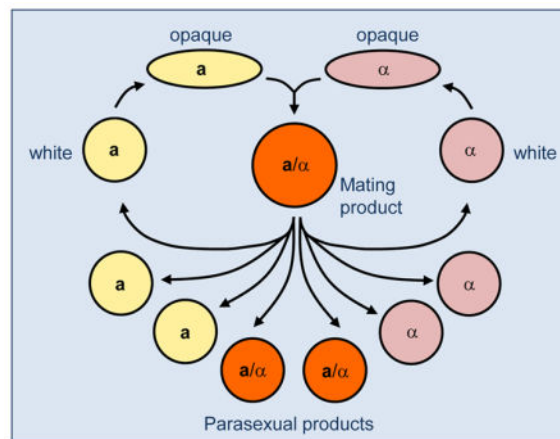 opaque
opaque
a
α
white
a
a/α
α
white
Mating
product
a
α
a
α
a/α
a/α
Parasexual products